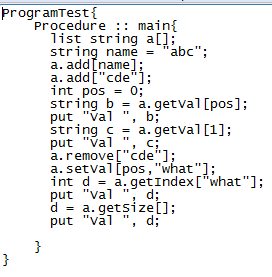 ProgramTest{
    Procedure :: main{
      list string a[];
      string name = "abc";
      a.add[name];
      a.add["cde"];
      int pos = 0;
      string b = a.getVal[pos];
      put "Val ", b;
      string c = a.getVal[1];
      put "Val ", c;
      a.remove["cde"];
      a.setVal[pos,"what"];
      int d = a.getIndex["what"];
      put "Val ", d;
      d = a.getSize[];
      put "Val ", d;

    }
}